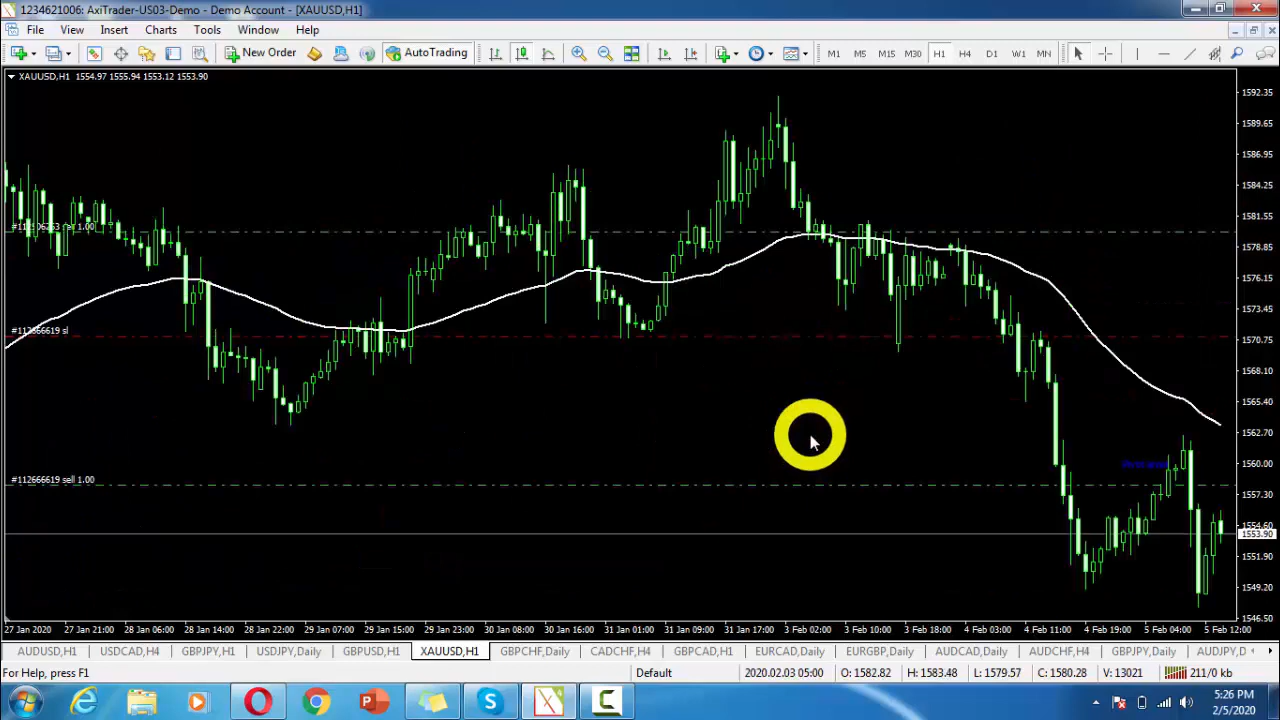 1234621006: AxiTrader-US03-Demo - Demo Account - [XAUUSD,H1]
File View Insert Charts Tools Window Help
New Order AutoTrading M1 M5 M15 M30 H1 H4 D1 W1 MN
XAUUSD,H1 1554.97 1555.94 1553.12 1553.90
1592.35
1589.65
1586.95
1584.25
1581.55
sell 1.00
1578.85
1576.15
1573.45
#112666619 sl
1570.75
1568.10
1565.40
1562.70
1560.00
#112666619 sell 1.00
1557.30
1554.60
1553.90
1551.90
1549.20
1546.50
27 Jan 2020 27 Jan 21:00 28 Jan 06:00 28 Jan 14:00 28 Jan 22:00 29 Jan 07:00 29 Jan 15:00 29 Jan 23:00 30 Jan 08:00 30 Jan 16:00 31 Jan 01:00 31 Jan 09:00 31 Jan 17:00 3 Feb 02:00 3 Feb 10:00 3 Feb 18:00 4 Feb 03:00 4 Feb 11:00 4 Feb 19:00 5 Feb 04:00 5 Feb 12:00
AUDUSD,H1 USDCAD,H4 GBPJPY,H1 USDJPY,Daily GBPUSD,H1 XAUUSD,H1 GBPCHF,Daily CADCHF,H4 GBPCAD,H1 EURCAD,Daily EURGBP,Daily AUDCAD,Daily AUDCHF,H4 GBPJPY,Daily AUDJPY,D
For Help, press F1 Default 2020.02.03 05:00 O: 1582.82 H: 1583.48 L: 1579.57 C: 1580.28 V: 13021 211/0 kb
5:26 PM
2/5/2020